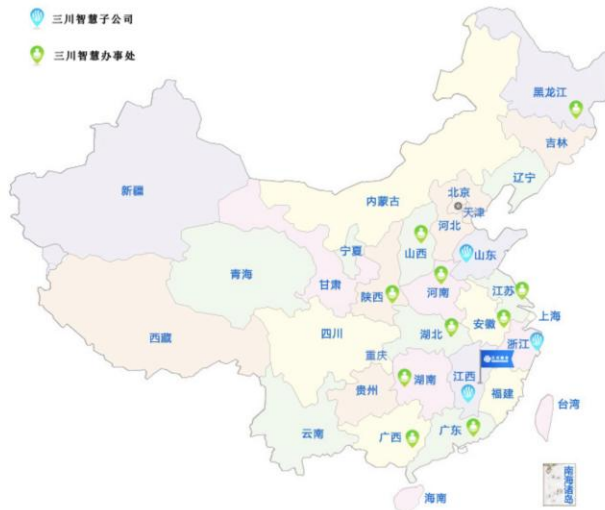 三川智慧子公司
三川智慧办事处
黑龙江
吉林
辽宁
新疆
内蒙古
北京
天津
河北
宁夏
山西
山东
青海
甘肃
陕西
河南
江苏
西藏
四川
湖北
安徽
上海
重庆
浙江
贵州
湖南
江西
福建
云南
广西
广东
台湾
海南
南海诸岛